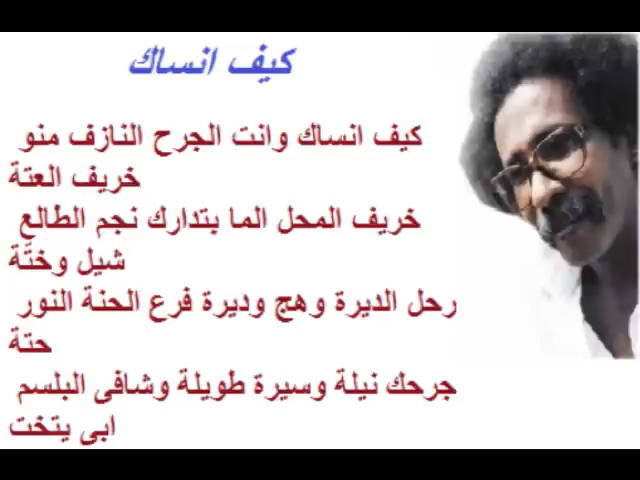 كيف انساك
كيف انساك وانت الجرح النازف منو
خريف العتة
خريف المحل الما بتدارك نجم الطالع
شيل وختّة
رحل الديرة وهج وديرة فرع الحنة النور
حتة
جرحك نيلة وسيرة طويلة وشافى البلسم
ابى يتخت